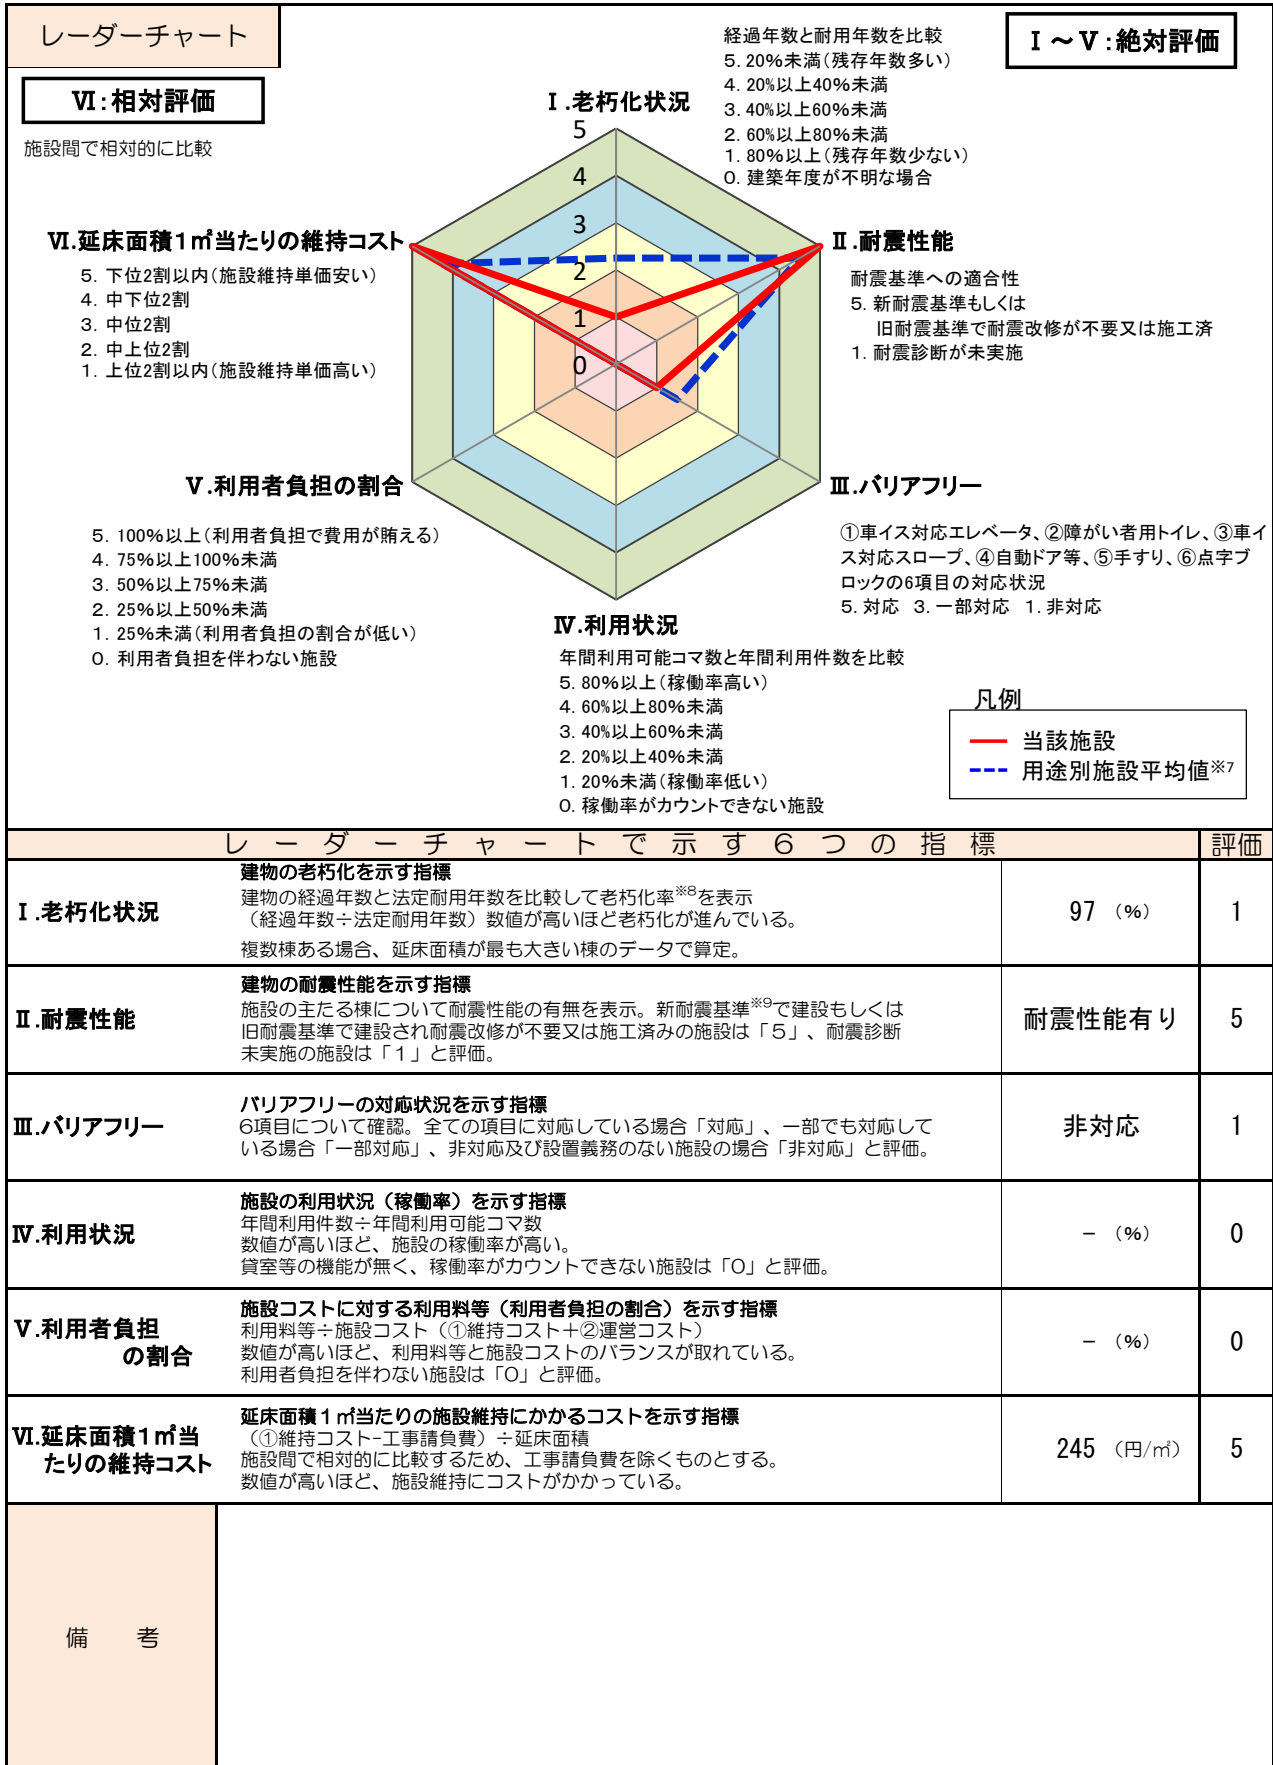 レーダーチャート
Ⅵ：相対評価
施設間で相対的に比較
Ⅰ～Ⅴ：絶対評価
経過年数と耐用年数を比較
5. 20%未満（残存年数多い）
4. 20%以上40%未満
3. 40%以上60%未満
2. 60%以上80%未満
1. 80%以上（残存年数少ない）
0. 建築年度が不明な場合
Ⅰ.老朽化状況
5
4
3
2
1
0
Ⅵ.延床面積1㎡当たりの維持コスト
5. 下位2割以内（施設維持単価安い）
4. 中下位2割
3. 中位2割
2. 中上位2割
1. 上位2割以内（施設維持単価高い）
Ⅱ.耐震性能
耐震基準への適合性
5. 新耐震基準もしくは
旧耐震基準で耐震改修が不要又は施工済
1. 耐震診断が未実施
Ⅴ.利用者負担の割合
5. 100%以上（利用者負担で費用が賄える）
4. 75%以上100%未満
3. 50%以上75%未満
2. 25%以上50%未満
1. 25%未満（利用者負担の割合が低い）
0. 利用者負担を伴わない施設
Ⅲ.バリアフリー
①車イス対応エレベータ、②障がい者用トイレ、③車イ
ス対応スロープ、④自動ドア等、⑤手すり、⑥点字ブ
ロックの6項目の対応状況
5. 対応 3. 一部対応 1. 非対応
Ⅳ.利用状況
年間利用可能コマ数と年間利用件数を比較
5. 80%以上（稼働率高い）
4. 60%以上80%未満
3. 40%以上60%未満
2. 20%以上40%未満
1. 20%未満（稼働率低い）
0. 稼働率がカウントできない施設
凡例
当該施設
用途別施設平均値※7
レーダーチャートで示す6つの指標 評価
Ⅰ.老朽化状況
建物の老朽化を示す指標
建物の経過年数と法定耐用年数を比較して老朽化率※8を表示
（経過年数÷法定耐用年数）数値が高いほど老朽化が進んでいる。
複数棟ある場合、延床面積が最も大きい棟のデータで算定。
97 （%） 1
Ⅱ.耐震性能
建物の耐震性能を示す指標
施設の主たる棟について耐震性能の有無を表示。新耐震基準※9で建設もしくは
旧耐震基準で建設され耐震改修が不要又は施工済みの施設は「5」、耐震診断
未実施の施設は「1」と評価。
耐震性能有り 5
Ⅲ.バリアフリー
バリアフリーの対応状況を示す指標
6項目について確認。全ての項目に対応している場合「対応」、一部でも対応して
いる場合「一部対応」、非対応及び設置義務のない施設の場合「非対応」と評価。
非対応 1
Ⅳ.利用状況
施設の利用状況（稼働率）を示す指標
年間利用件数÷年間利用可能コマ数
数値が高いほど、施設の稼働率が高い。
貸室等の機能が無く、稼働率がカウントできない施設は「0」と評価。
－ （%） 0
Ⅴ.利用者負担
の割合
施設コストに対する利用料等（利用者負担の割合）を示す指標
利用料等÷施設コスト（①維持コスト＋②運営コスト）
数値が高いほど、利用料等と施設コストのバランスが取れている。
利用者負担を伴わない施設は「0」と評価。
－ （%） 0
Ⅵ.延床面積1㎡当
たりの維持コスト
延床面積1㎡当たりの施設維持にかかるコストを示す指標
（①維持コスト-工事請負費）÷延床面積
施設間で相対的に比較するため、工事請負費を除くものとする。
数値が高いほど、施設維持にコストがかかっている。
245 （円/㎡） 5
備 考